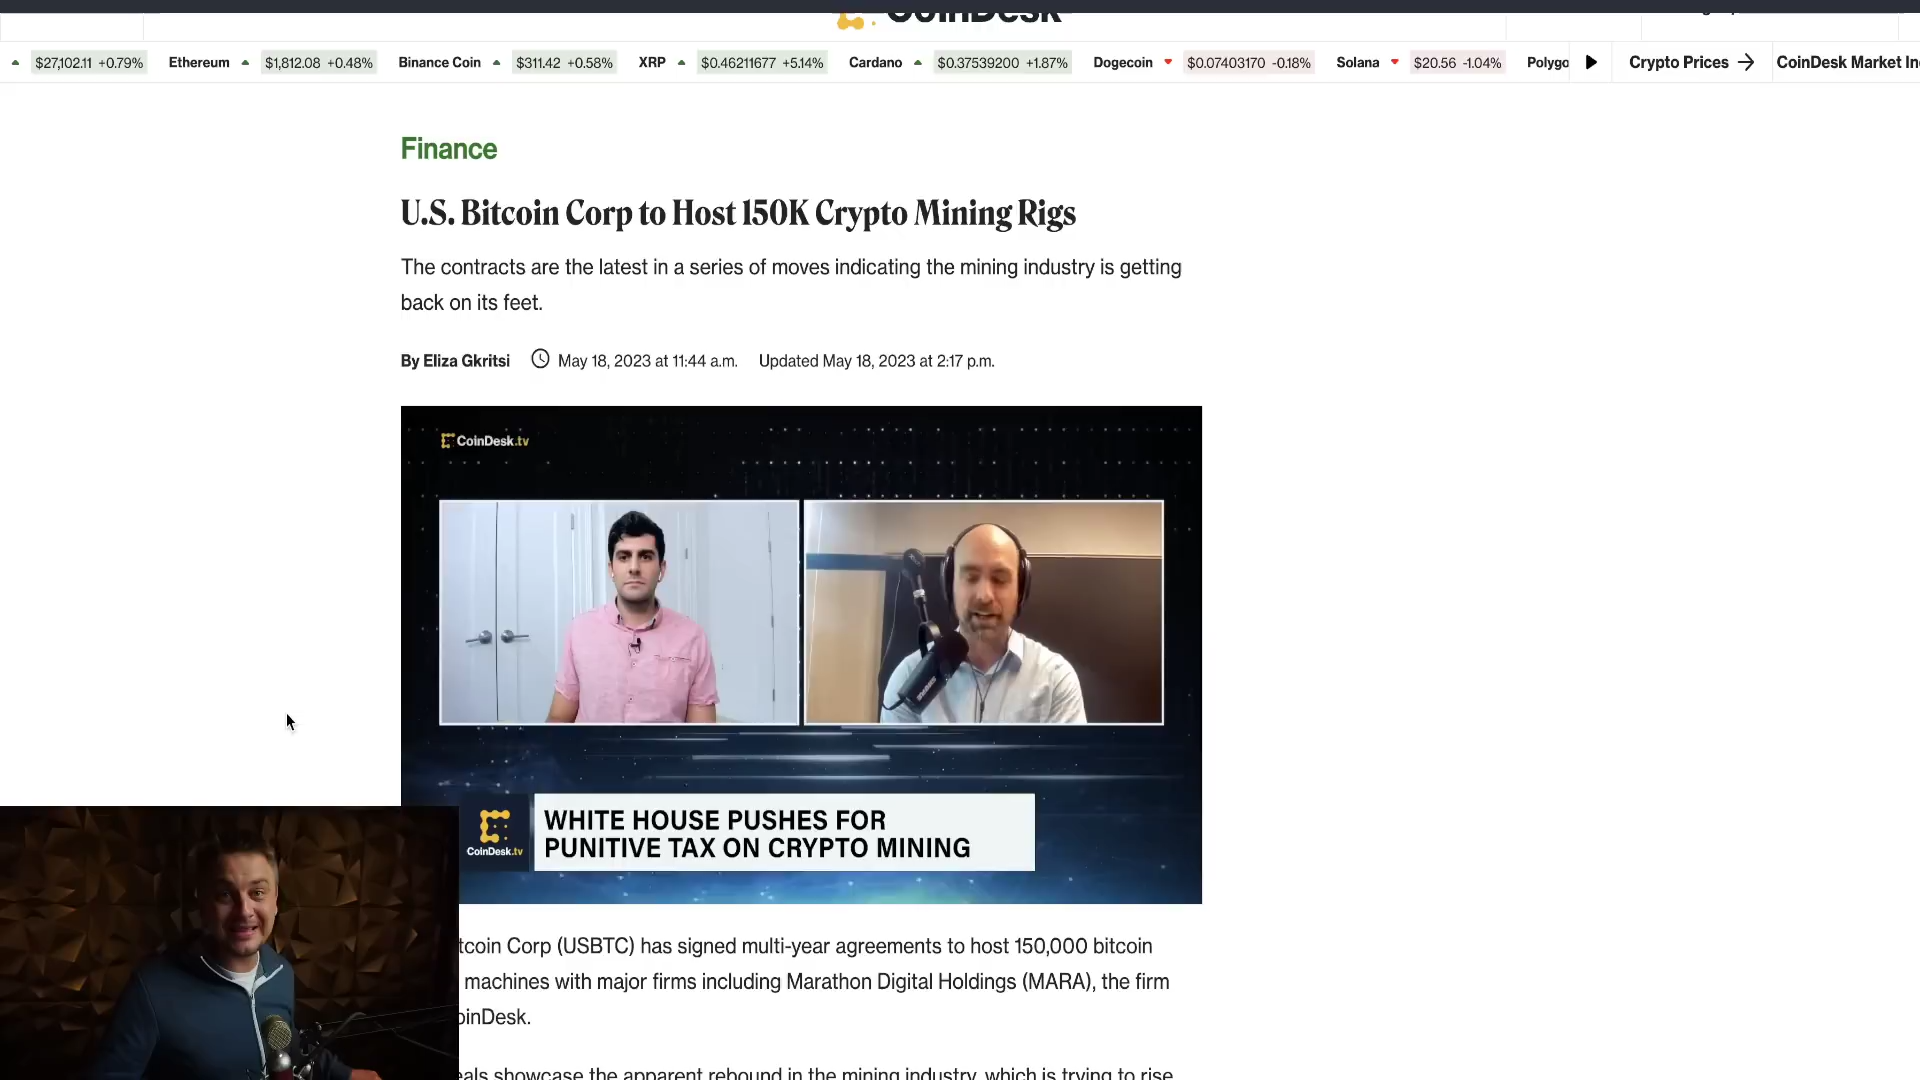 CoinDesk
$27,102.11 +0.79% Ethereum $1,812.08 +0.48% Binance Coin $311.42 +0.58% XRP $0.46211677 +5.14% Cardano $0.37539200 +1.87% Dogecoin $0.07403170 -0.18% Solana $20.56 -1.04% Polygo Crypto Prices → CoinDesk Market In
Finance
U.S. Bitcoin Corp to Host 150K Crypto Mining Rigs
The contracts are the latest in a series of moves indicating the mining industry is getting
back on its feet.
By Eliza Gkritsi May 18, 2023 at 11:44 a.m. Updated May 18, 2023 at 2:17 p.m.
CoinDesk.tv
WHITE HOUSE PUSHES FOR
PUNITIVE TAX ON CRYPTO MINING
CoinDesk.tv
tcoin Corp (USBTC) has signed multi-year agreements to host 150,000 bitcoin
machines with major firms including Marathon Digital Holdings (MARA), the firm
oinDesk.
eals showcase the apparent rebound in the mining industry, which is trying to rise